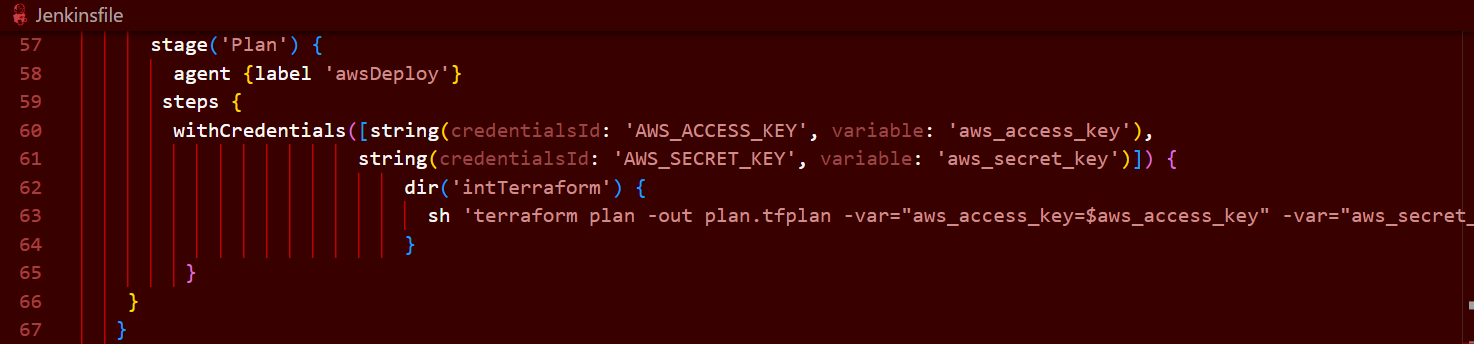 Jenkinsfile
57 stage('Plan') {
58 agent {label 'awsDeploy'}
59 steps {
60 withCredentials([string(credentialsId: 'AWS_ACCESS_KEY', variable: 'aws_access_key'),
61 string(credentialsId: 'AWS_SECRET_KEY', variable: 'aws_secret_key')]) {
62 dir('intTerraform') {
63 sh 'terraform plan -out plan.tfplan -var="aws_access_key=$aws_access_key" -var="aws_secret_
64 }
65 }
66 }
67 }